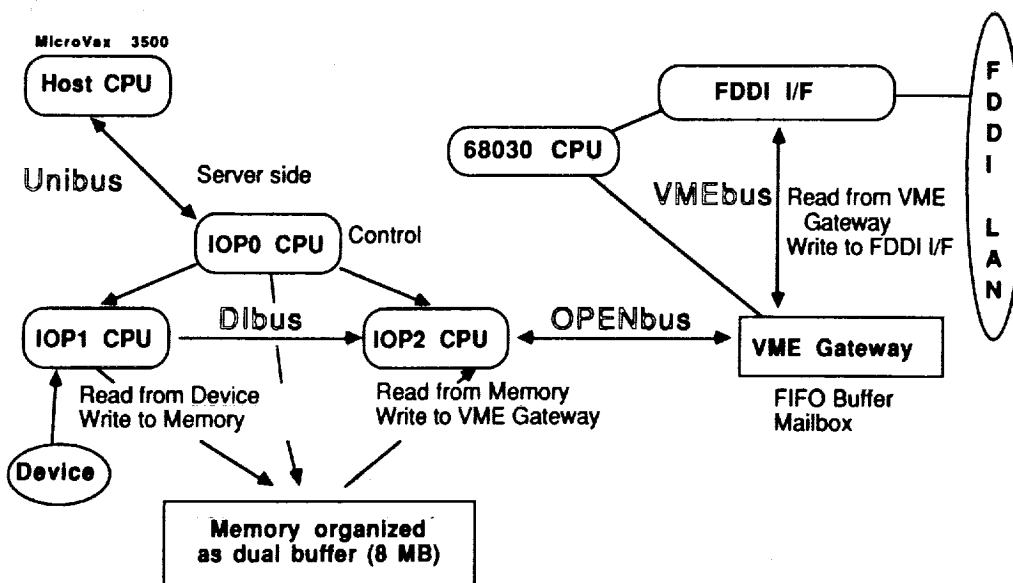 MicroVax 3500
Host CPU
Unibus
Server side
IOP0 CPU
Control
IOP1 CPU
DIbus
IOP2 CPU
OPENbus
Read from Device
Write to Memory
Read from Memory
Write to VME Gateway
Device
Memory organized
as dual buffer (8 MB)
FDDI I/F
68030 CPU
VMEbus
Read from VME
Gateway
Write to FDDI I/F
VME Gateway
FIFO Buffer
Mailbox
FDDI LAN